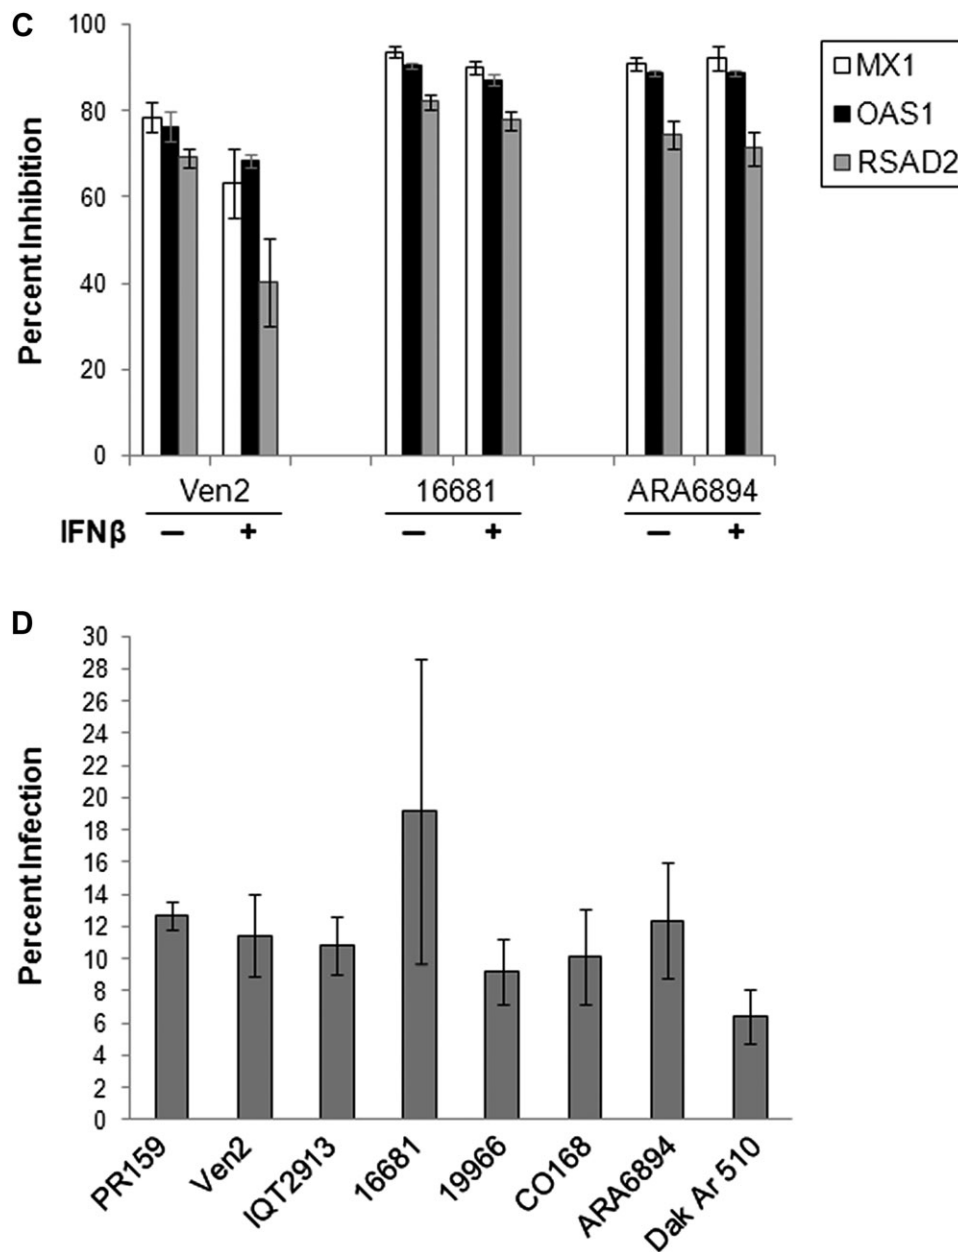 C
100
80
60
40
20
0
Percent Inhibition
MX1
OAS1
RSAD2
Ven2 16681 ARA6894
IFNβ – + – + – +
D
30
28
26
24
22
20
18
16
14
12
10
8
6
4
2
0
Percent Infection
PR159
Ven2
IQT2913
16681
19966
CO168
ARA6894
Dak Ar 510